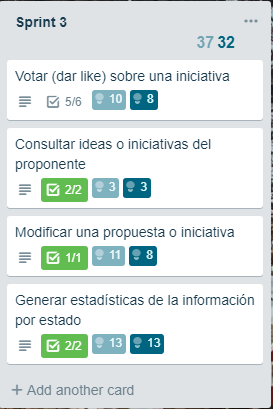 Sprint 3 ...
37 32
Votar (dar like) sobre una iniciativa
5/6 10 8
Consultar ideas o iniciativas del
proponente
2/2 3 3
Modificar una propuesta o iniciativa
1/1 11 8
Generar estadísticas de la información
por estado
2/2 13 13
+ Add another card